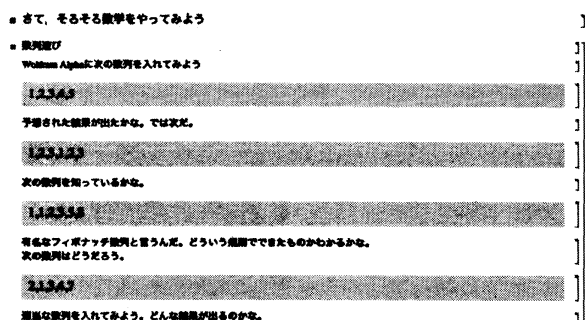 さて，そろそろ数学をやってみよう
数列遊び
Wolfram Alphaに次の数列を入れてみよう
1,2,3,4,5
予想された結果が出たかな。では次だ。
1,2,3,1,2,3
次の数列を知っているかな。
1,1,2,3,5,8
有名なフィボナッチ数列と言うんだ。どういう規則でできたものかわかるかな。
次の数列はどうだろう。
2,1,3,4,7
適当な数列を入れてみよう。どんな結果が出るのかな。